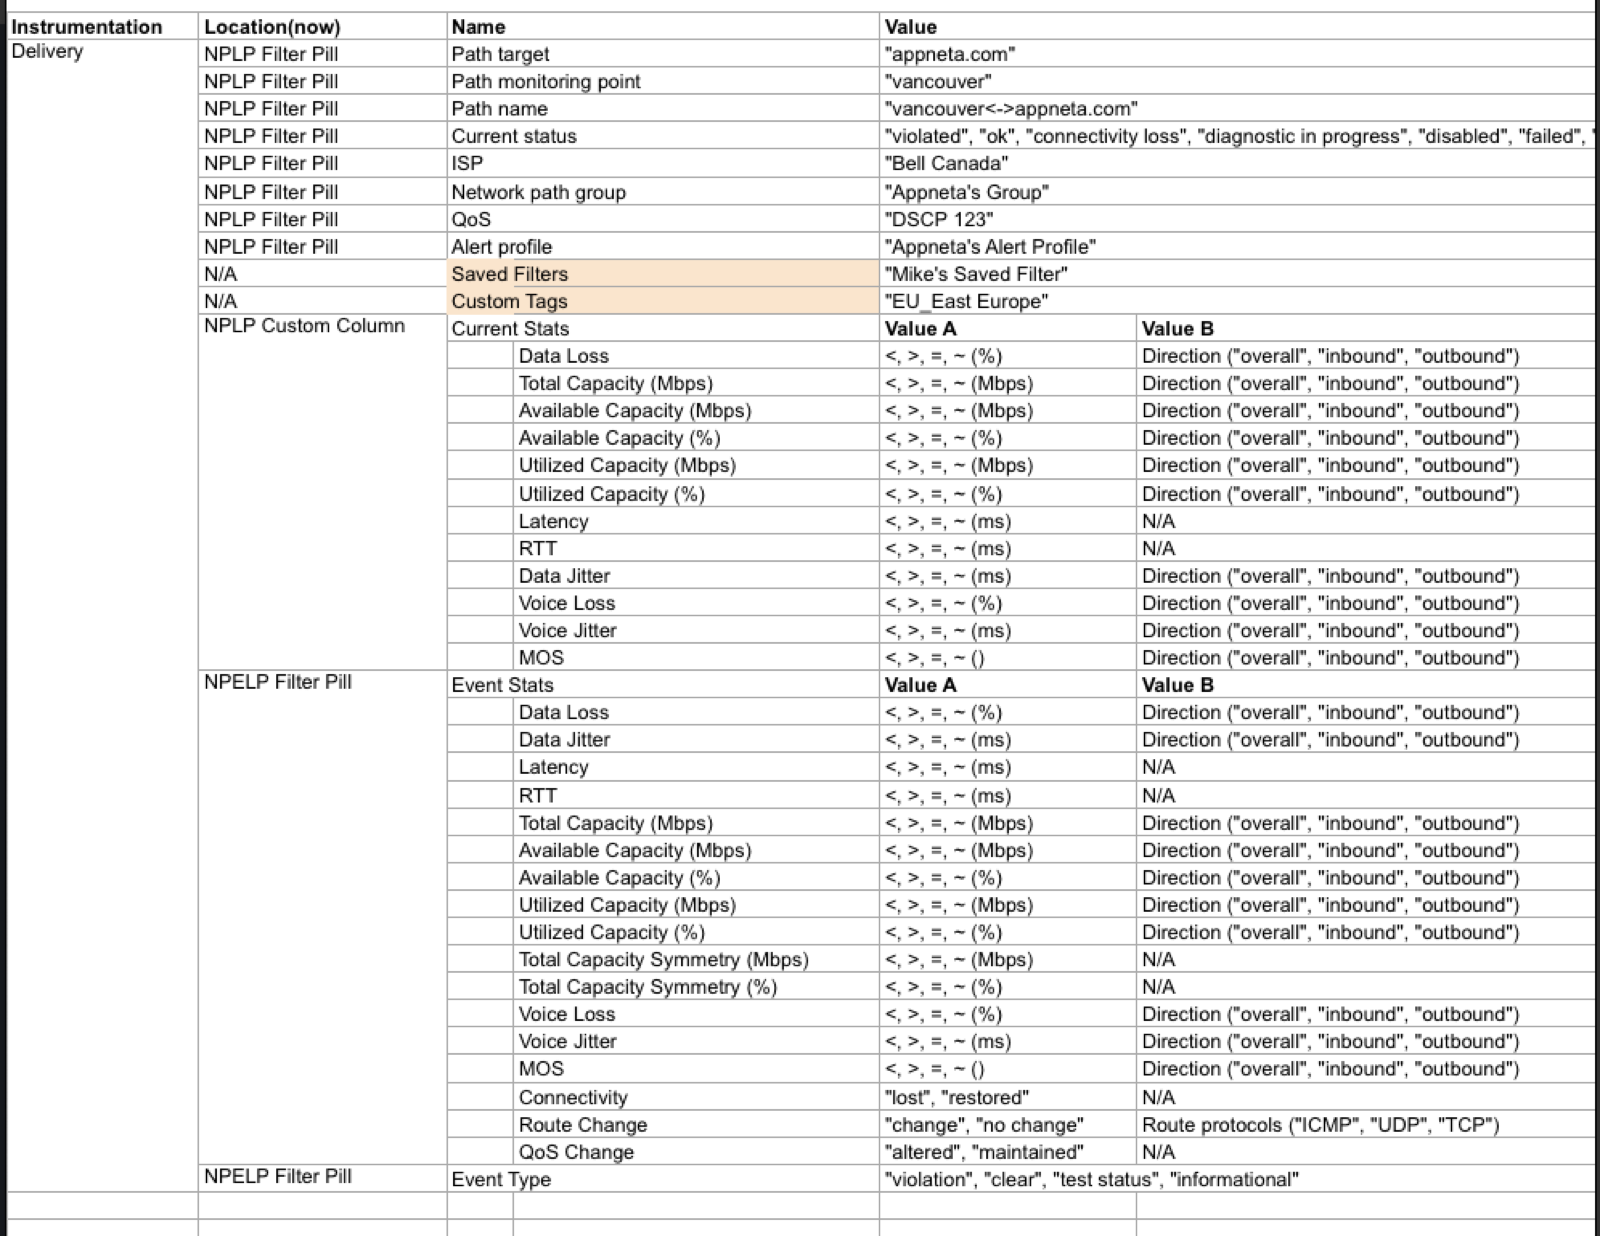 Instrumentation Location(now) Name Value
Delivery NPLP Filter Pill Path target "appneta.com"
NPLP Filter Pill Path monitoring point "vancouver"
NPLP Filter Pill Path name "vancouver<->appneta.com"
NPLP Filter Pill Current status "violated", "ok", "connectivity loss", "diagnostic in progress", "disabled", "failed", "
NPLP Filter Pill ISP "Bell Canada"
NPLP Filter Pill Network path group "Appneta's Group"
NPLP Filter Pill QoS "DSCP 123"
NPLP Filter Pill Alert profile "Appneta's Alert Profile"
N/A Saved Filters "Mike's Saved Filter"
N/A Custom Tags "EU_East Europe"
NPLP Custom Column Current Stats Value A Value B
Data Loss <, >, =, ~ (%) Direction ("overall", "inbound", "outbound")
Total Capacity (Mbps) <, >, =, ~ (Mbps) Direction ("overall", "inbound", "outbound")
Available Capacity (Mbps) <, >, =, ~ (Mbps) Direction ("overall", "inbound", "outbound")
Available Capacity (%) <, >, =, ~ (%) Direction ("overall", "inbound", "outbound")
Utilized Capacity (Mbps) <, >, =, ~ (Mbps) Direction ("overall", "inbound", "outbound")
Utilized Capacity (%) <, >, =, ~ (%) Direction ("overall", "inbound", "outbound")
Latency <, >, =, ~ (ms) N/A
RTT <, >, =, ~ (ms) N/A
Data Jitter <, >, =, ~ (ms) Direction ("overall", "inbound", "outbound")
Voice Loss <, >, =, ~ (%) Direction ("overall", "inbound", "outbound")
Voice Jitter <, >, =, ~ (ms) Direction ("overall", "inbound", "outbound")
MOS <, >, =, ~ () Direction ("overall", "inbound", "outbound")
NPELP Filter Pill Event Stats Value A Value B
Data Loss <, >, =, ~ (%) Direction ("overall", "inbound", "outbound")
Data Jitter <, >, =, ~ (ms) Direction ("overall", "inbound", "outbound")
Latency <, >, =, ~ (ms) N/A
RTT <, >, =, ~ (ms) N/A
Total Capacity (Mbps) <, >, =, ~ (Mbps) Direction ("overall", "inbound", "outbound")
Available Capacity (Mbps) <, >, =, ~ (Mbps) Direction ("overall", "inbound", "outbound")
Available Capacity (%) <, >, =, ~ (%) Direction ("overall", "inbound", "outbound")
Utilized Capacity (Mbps) <, >, =, ~ (Mbps) Direction ("overall", "inbound", "outbound")
Utilized Capacity (%) <, >, =, ~ (%) Direction ("overall", "inbound", "outbound")
Total Capacity Symmetry (Mbps) <, >, =, ~ (Mbps) N/A
Total Capacity Symmetry (%) <, >, =, ~ (%) N/A
Voice Loss <, >, =, ~ (%) Direction ("overall", "inbound", "outbound")
Voice Jitter <, >, =, ~ (ms) Direction ("overall", "inbound", "outbound")
MOS <, >, =, ~ () Direction ("overall", "inbound", "outbound")
Connectivity "lost", "restored" N/A
Route Change "change", "no change" Route protocols ("ICMP", "UDP", "TCP")
QoS Change "altered", "maintained" N/A
NPELP Filter Pill Event Type "violation", "clear", "test status", "informational"